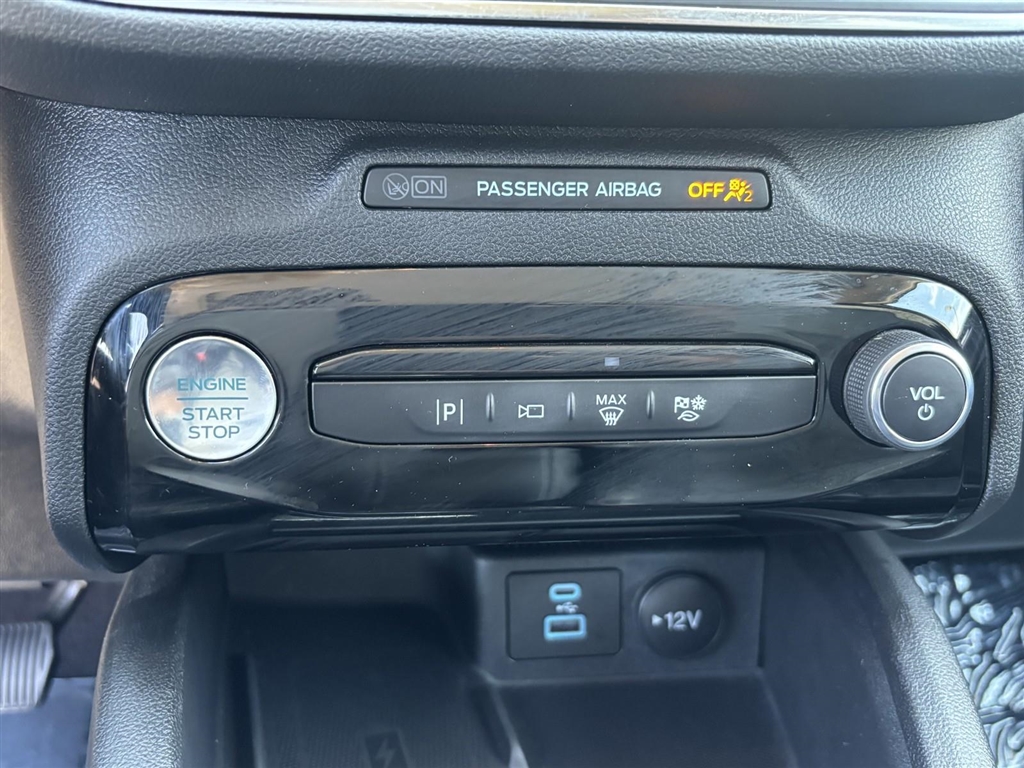 ON PASSENGER AIRBAG OFF 2
ENGINE
START
STOP
P
MAX
VOL
12V